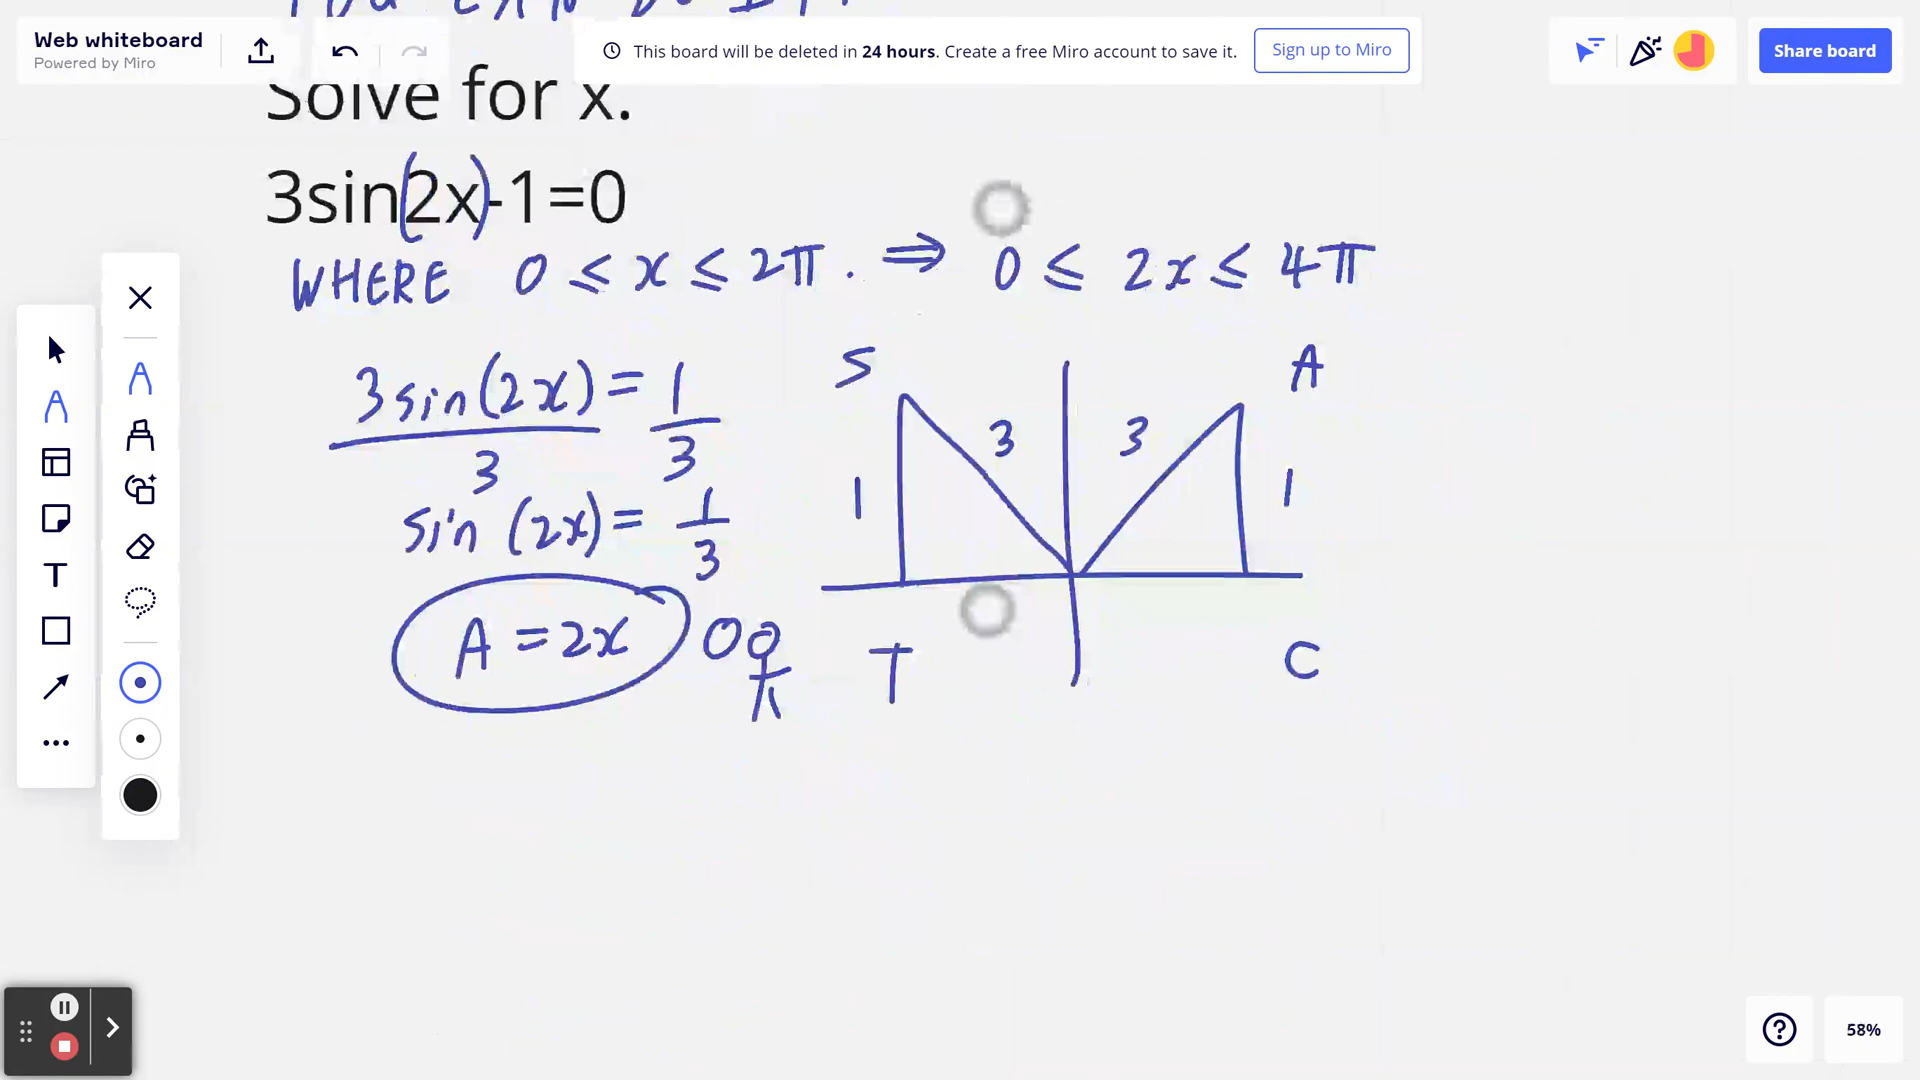 Web whiteboard
Powered by Miro
This board will be deleted in 24 hours. Create a free Miro account to save it.
Sign up to Miro
Share board
Solve for x.
3sin(2x)-1=0
WHERE 0 ≤ x ≤ 2π. ⇒ 0 ≤ 2x ≤ 4π
3sin(2x) = 1
3 3
sin (2x) = 1
3
A = 2x
S
A
3
3
1
1
T
C
T
58%